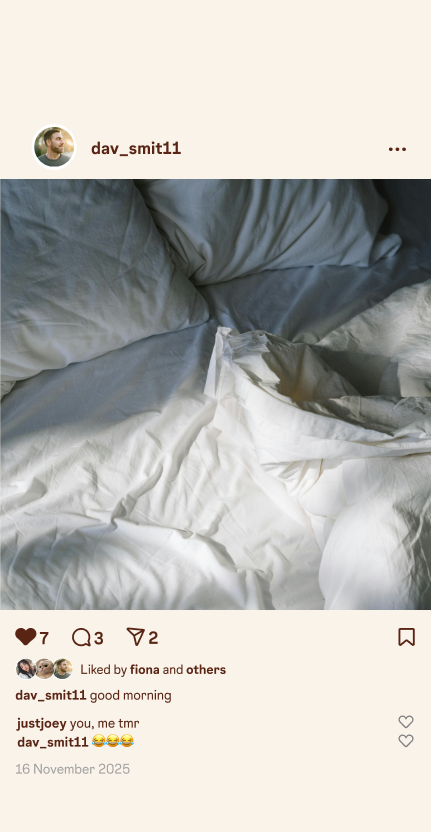 dav_smit11
7 3 2
Liked by fiona and others
dav_smit11 good morning
justjoey you, me tmr
dav_smit11 😂😂😂
16 November 2025